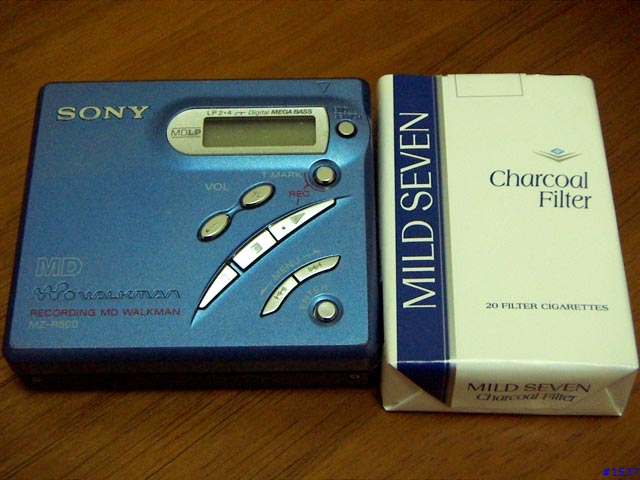 SONY
LP 2•4 Digital MEGA BASS
MDLP
T MARK
REC
VOL
MENU
ENTER
MD
WALKMAN
RECORDING MD WALKMAN
MZ-R500
MILD SEVEN
Charcoal
Filter
20 FILTER CIGARETTES
MILD SEVEN
Charcoal Filter
#1537